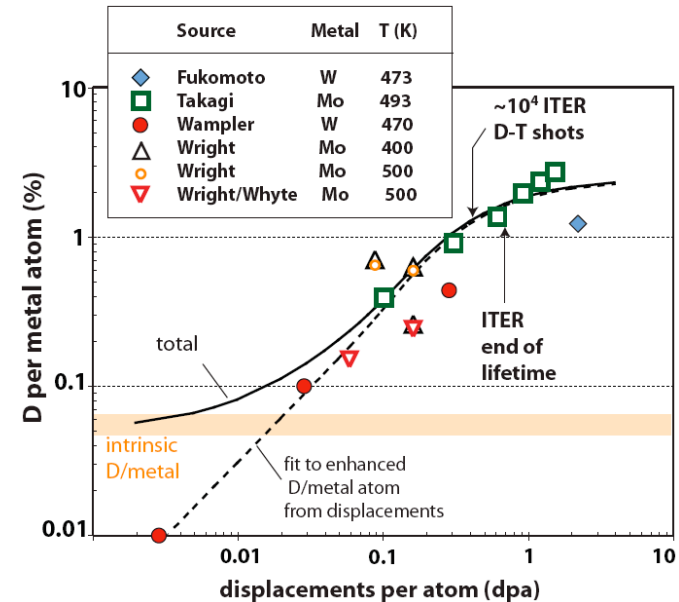 Source Metal T (K)
Fukomoto W 473
Takagi Mo 493
Wampler W 470
Wright Mo 400
Wright Mo 500
Wright/Whyte Mo 500
~10⁴ ITER
D-T shots
10
1
0.1
0.01
D per metal atom (%)
total
ITER
end of
lifetime
intrinsic
D/metal
fit to enhanced
D/metal atom
from displacements
0.01 0.1 1 10
displacements per atom (dpa)